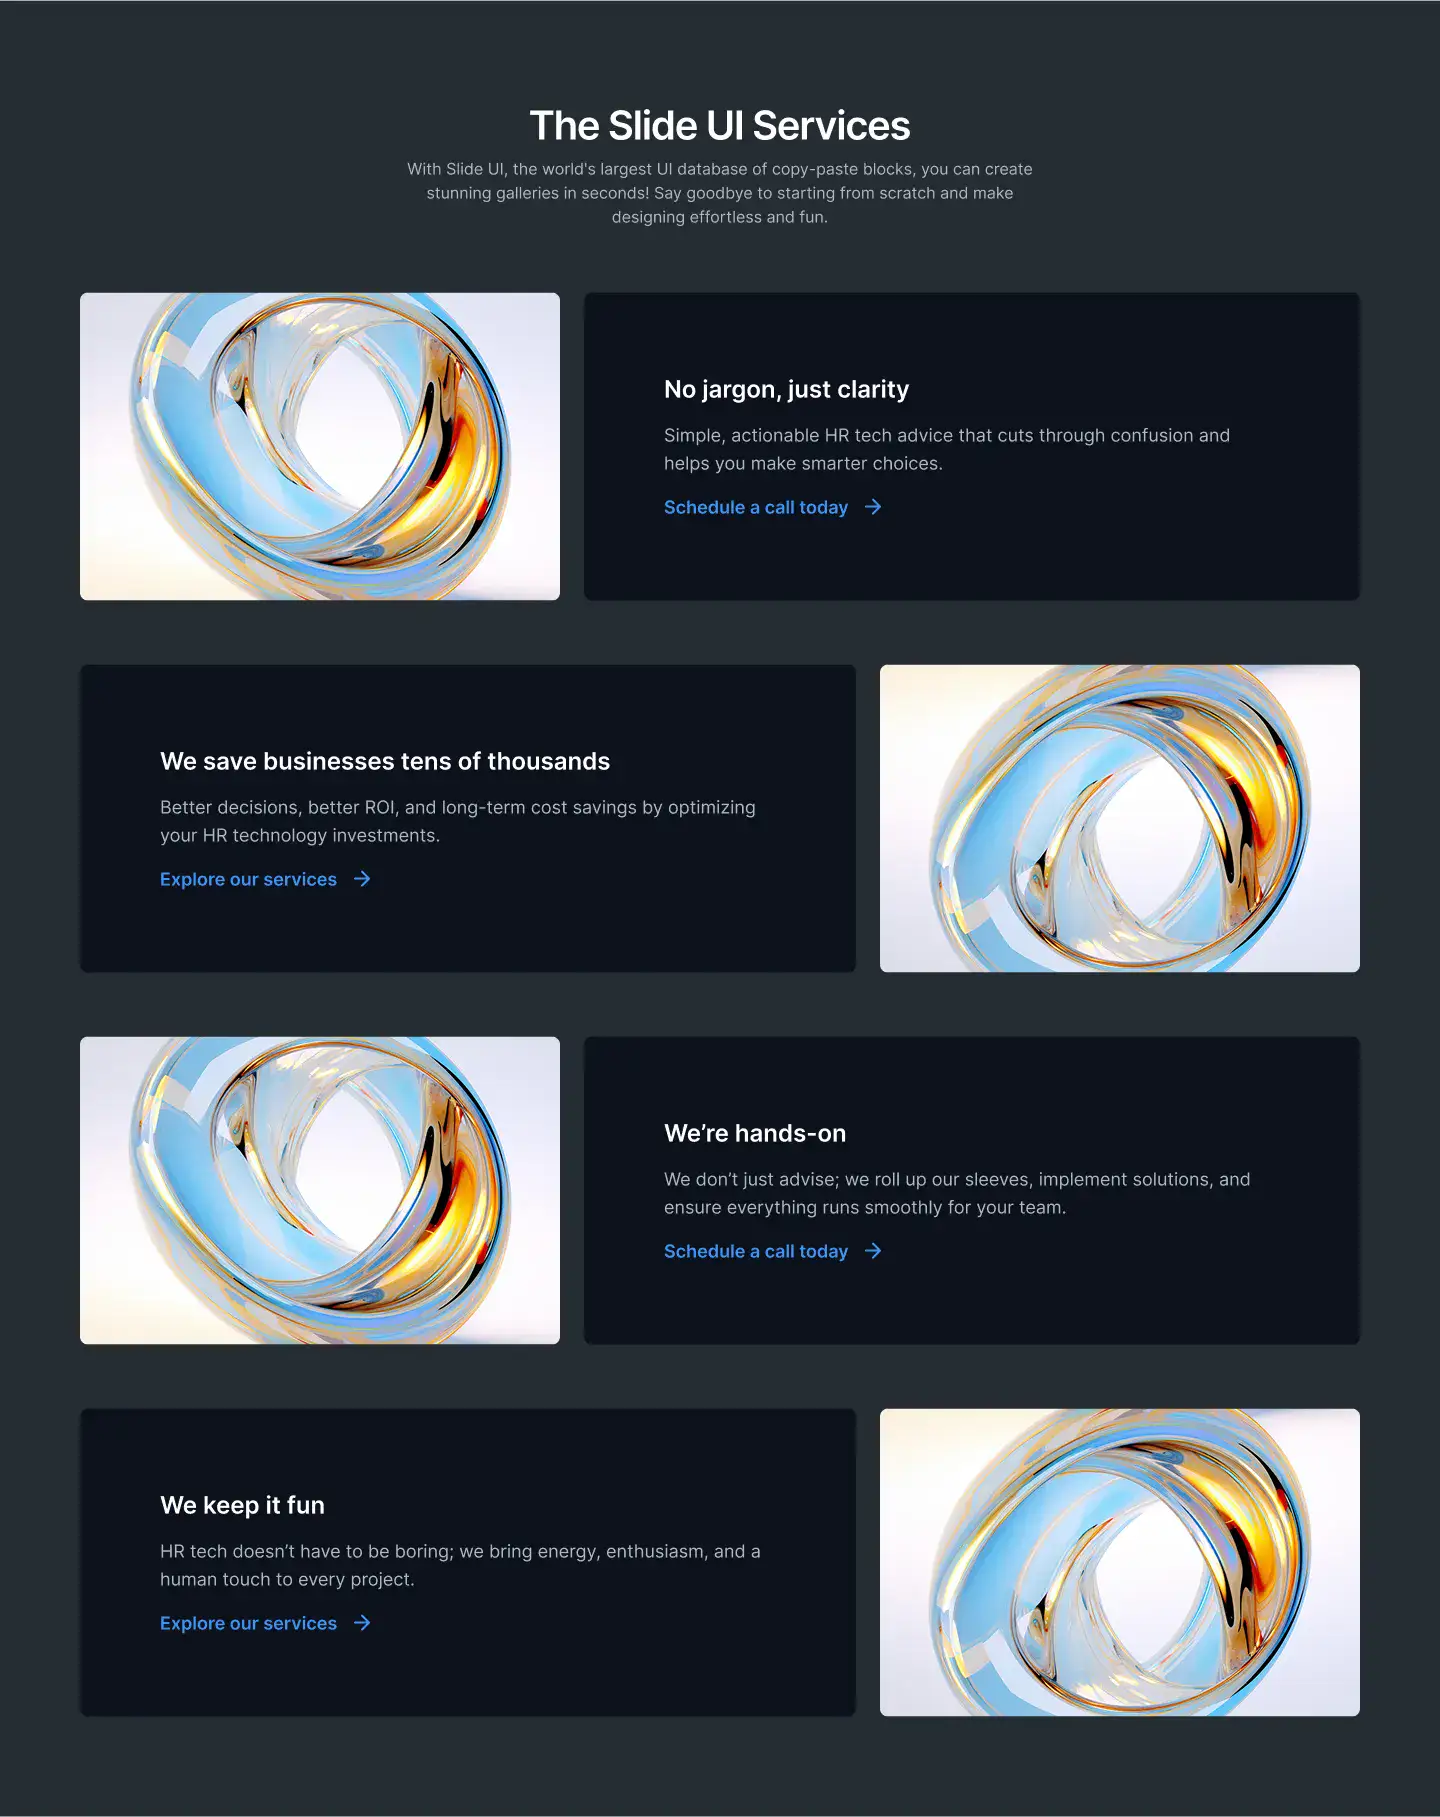 The Slide UI Services
With Slide UI, the world's largest UI database of copy-paste blocks, you can create
stunning galleries in seconds! Say goodbye to starting from scratch and make
designing effortless and fun.
No jargon, just clarity
Simple, actionable HR tech advice that cuts through confusion and
helps you make smarter choices.
Schedule a call today
We save businesses tens of thousands
Better decisions, better ROI, and long-term cost savings by optimizing
your HR technology investments.
Explore our services
We’re hands-on
We don’t just advise; we roll up our sleeves, implement solutions, and
ensure everything runs smoothly for your team.
Schedule a call today
We keep it fun
HR tech doesn’t have to be boring; we bring energy, enthusiasm, and a
human touch to every project.
Explore our services